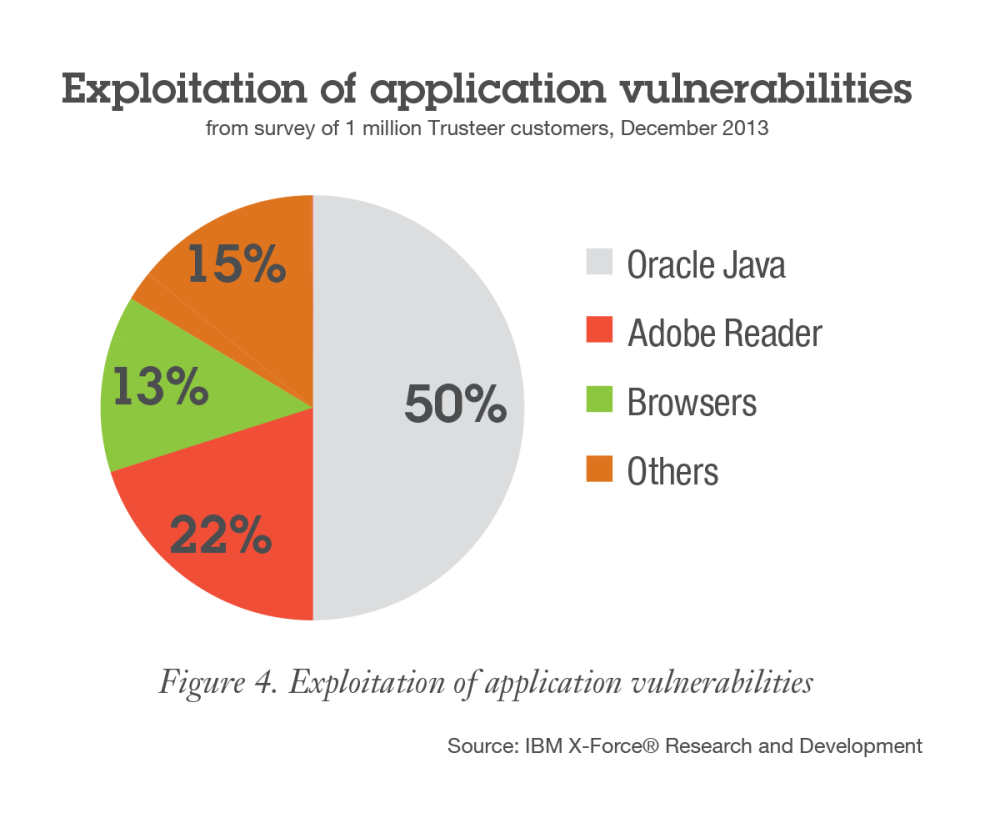 Exploitation of application vulnerabilities
from survey of 1 million Trusteer customers, December 2013
15%
13%
22%
50%
Oracle Java
Adobe Reader
Browsers
Others
Figure 4. Exploitation of application vulnerabilities
Source: IBM X-Force® Research and Development